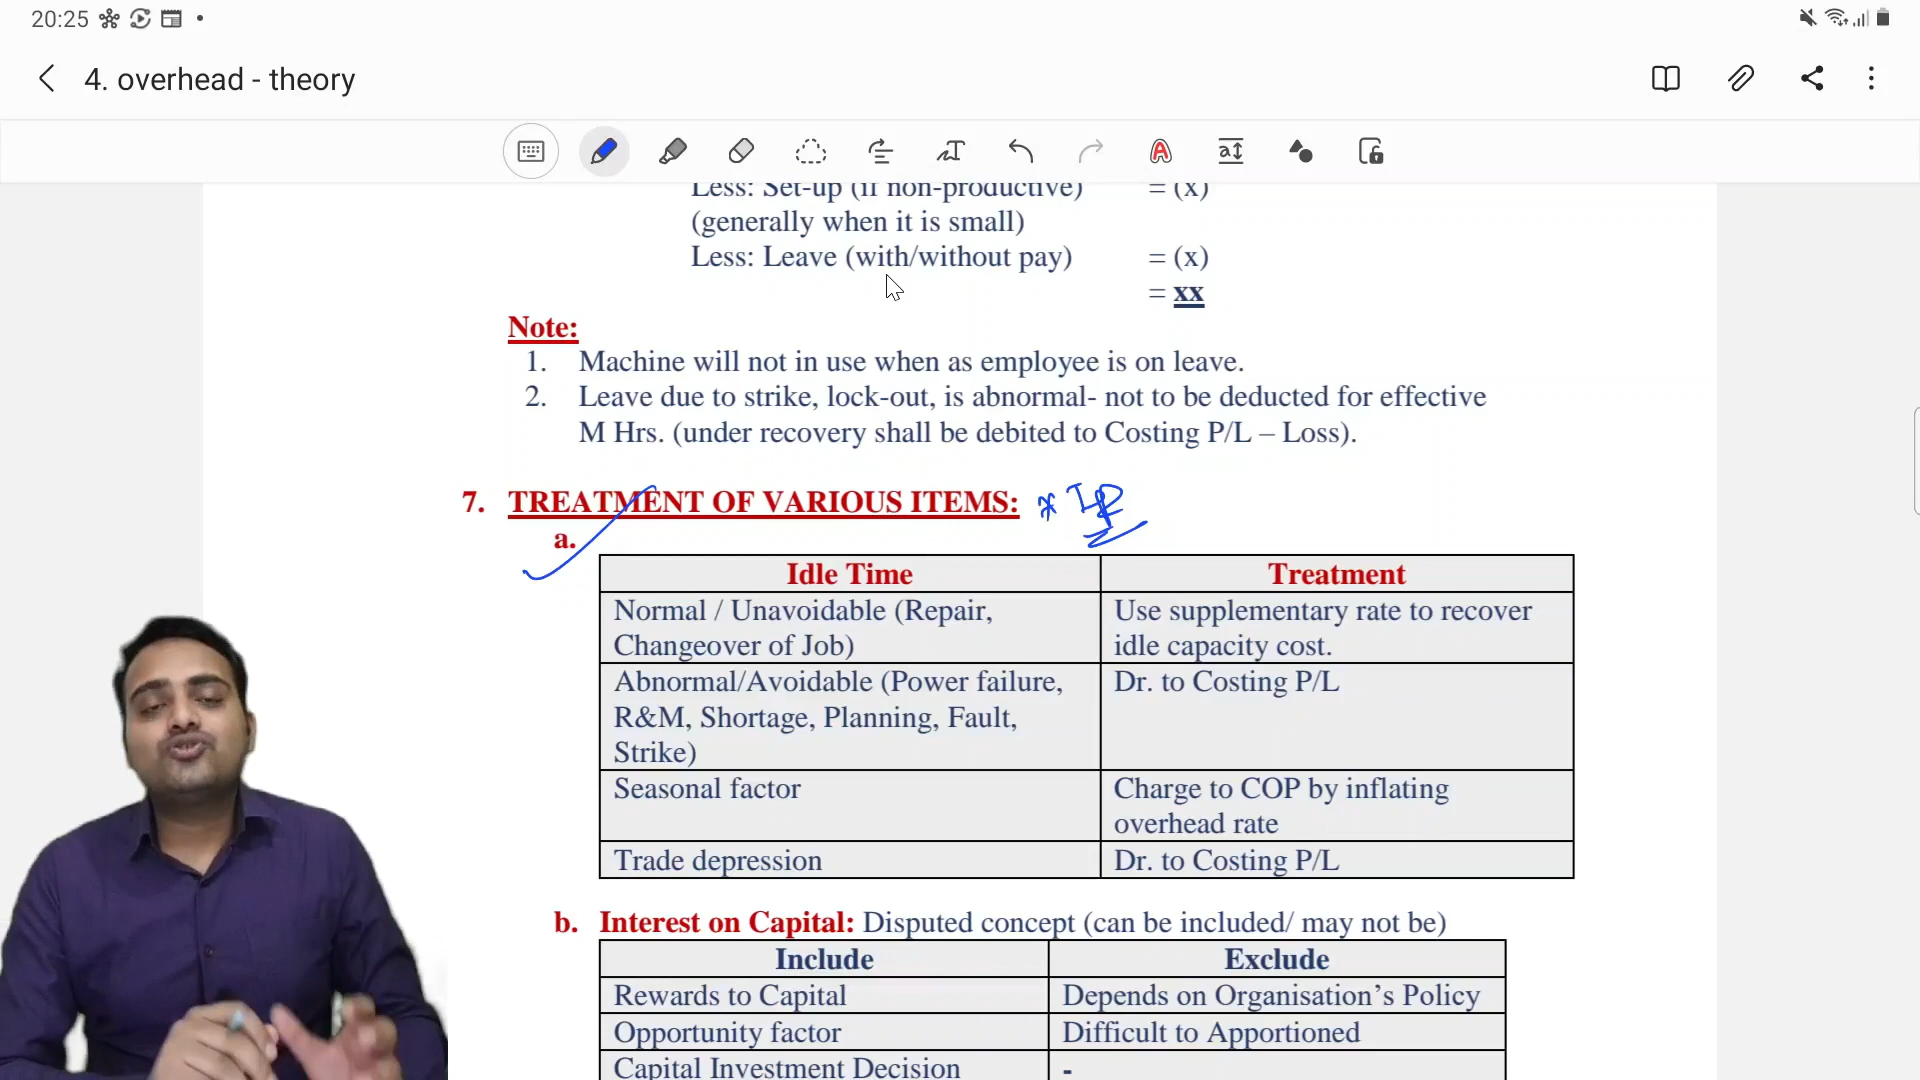 20:25
4. overhead - theory
Less: Set-up (if non-productive) = (x)
(generally when it is small)
Less: Leave (with/without pay) = (x)
= xx
Note:
1. Machine will not in use when as employee is on leave.
2. Leave due to strike, lock-out, is abnormal- not to be deducted for effective
M Hrs. (under recovery shall be debited to Costing P/L – Loss).
7. TREATMENT OF VARIOUS ITEMS: * IP
a.
Idle Time Treatment
Normal / Unavoidable (Repair, Use supplementary rate to recover
Changeover of Job) idle capacity cost.
Abnormal/Avoidable (Power failure, Dr. to Costing P/L
R&M, Shortage, Planning, Fault,
Strike)
Seasonal factor Charge to COP by inflating
overhead rate
Trade depression Dr. to Costing P/L
b. Interest on Capital: Disputed concept (can be included/ may not be)
Include Exclude
Rewards to Capital Depends on Organisation’s Policy
Opportunity factor Difficult to Apportioned
Capital Investment Decision -